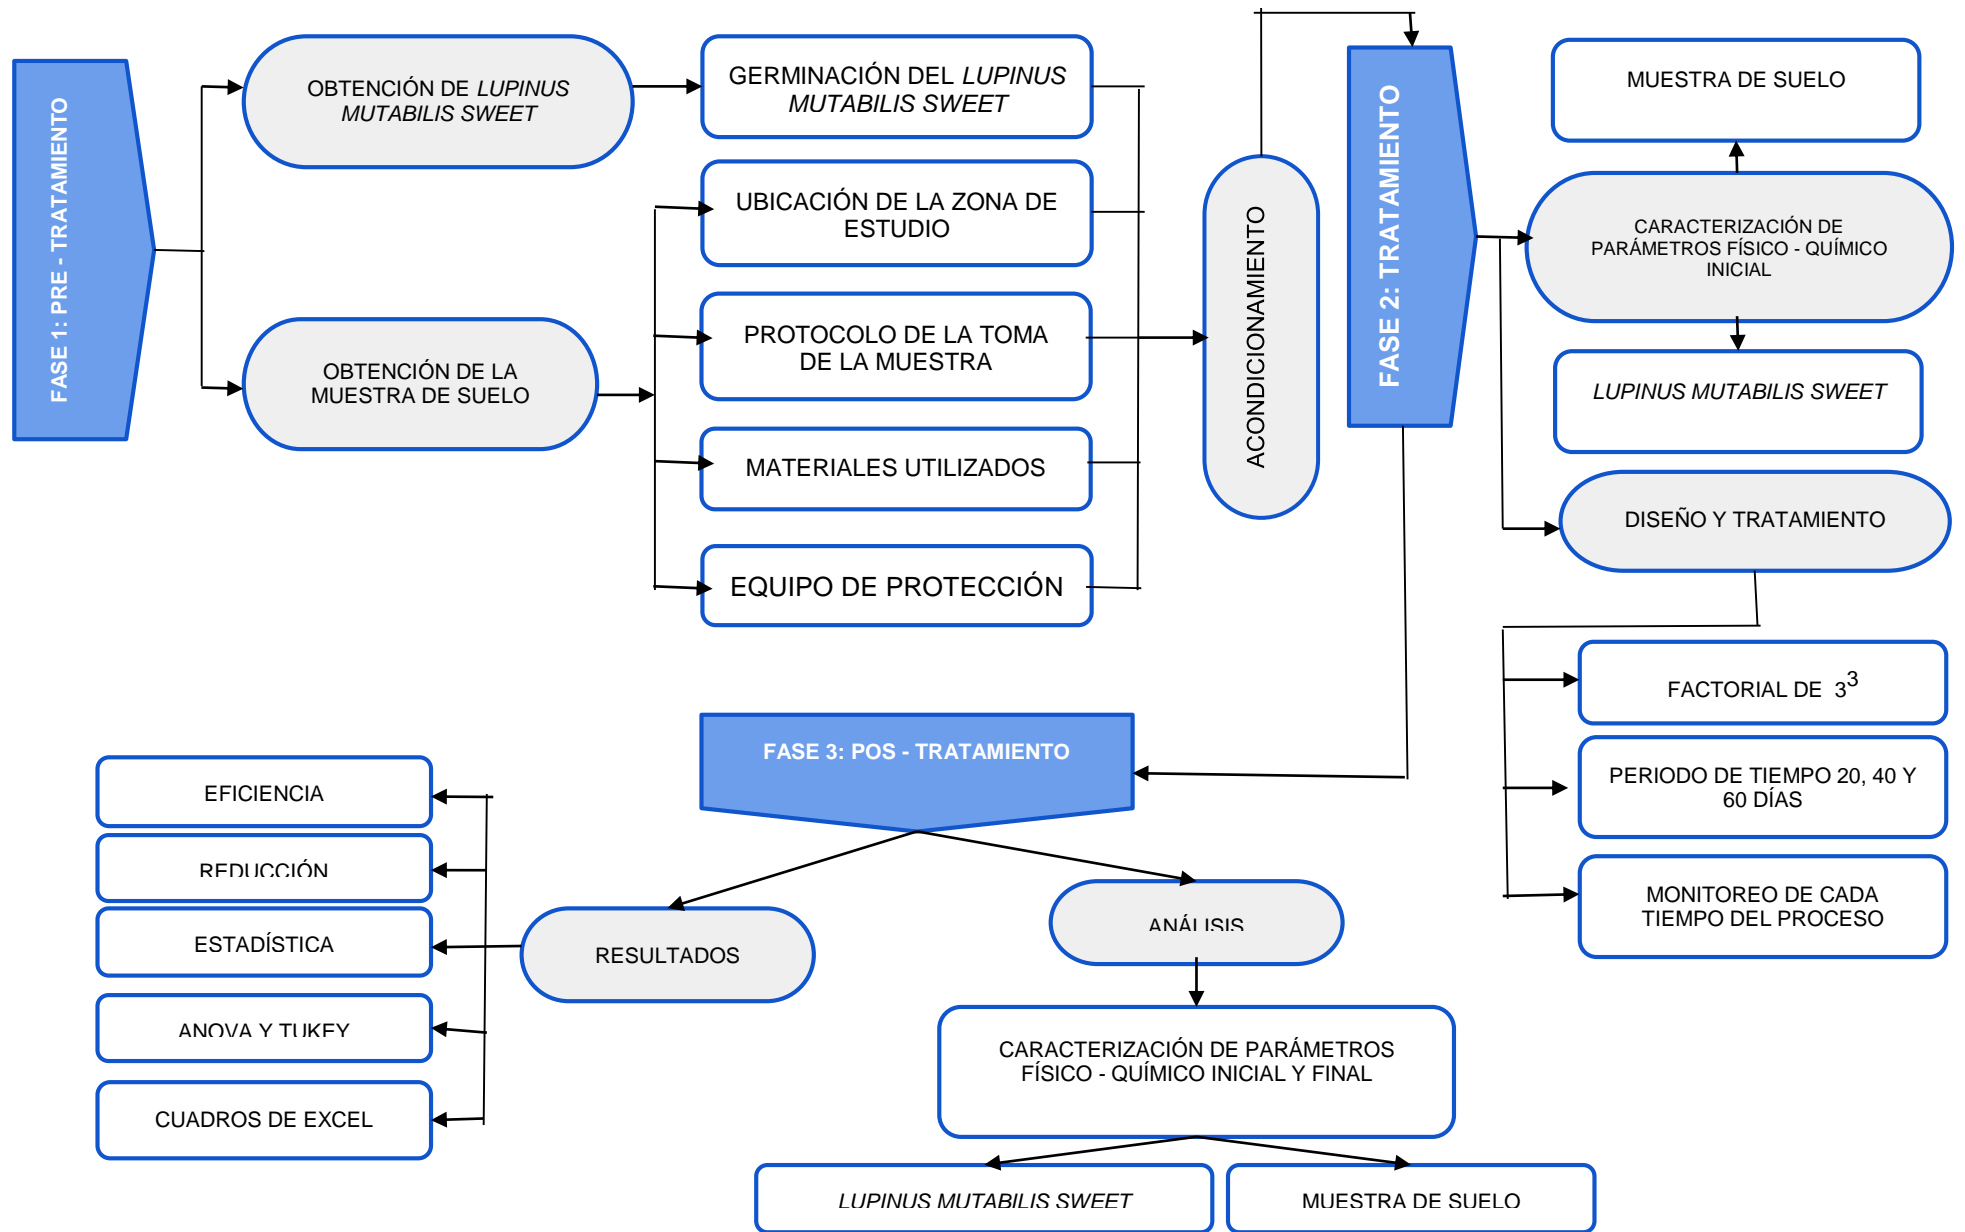 FASE 1: PRE - TRATAMIENTO
OBTENCIÓN DE LUPINUS
MUTABILIS SWEET
OBTENCIÓN DE LA
MUESTRA DE SUELO
GERMINACIÓN DEL LUPINUS
MUTABILIS SWEET
UBICACIÓN DE LA ZONA DE
ESTUDIO
PROTOCOLO DE LA TOMA
DE LA MUESTRA
MATERIALES UTILIZADOS
EQUIPO DE PROTECCIÓN
ACONDICIONAMIENTO
FASE 2: TRATAMIENTO
MUESTRA DE SUELO
CARACTERIZACIÓN DE
PARÁMETROS FÍSICO - QUÍMICO
INICIAL
LUPINUS MUTABILIS SWEET
DISEÑO Y TRATAMIENTO
FACTORIAL DE 3³
PERIODO DE TIEMPO 20, 40 Y
60 DÍAS
MONITOREO DE CADA
TIEMPO DEL PROCESO
FASE 3: POS - TRATAMIENTO
EFICIENCIA
REDUCCIÓN
ESTADÍSTICA
ANOVA Y TUKEY
CUADROS DE EXCEL
RESULTADOS
ANÁLISIS
CARACTERIZACIÓN DE PARÁMETROS
FÍSICO - QUÍMICO INICIAL Y FINAL
LUPINUS MUTABILIS SWEET
MUESTRA DE SUELO